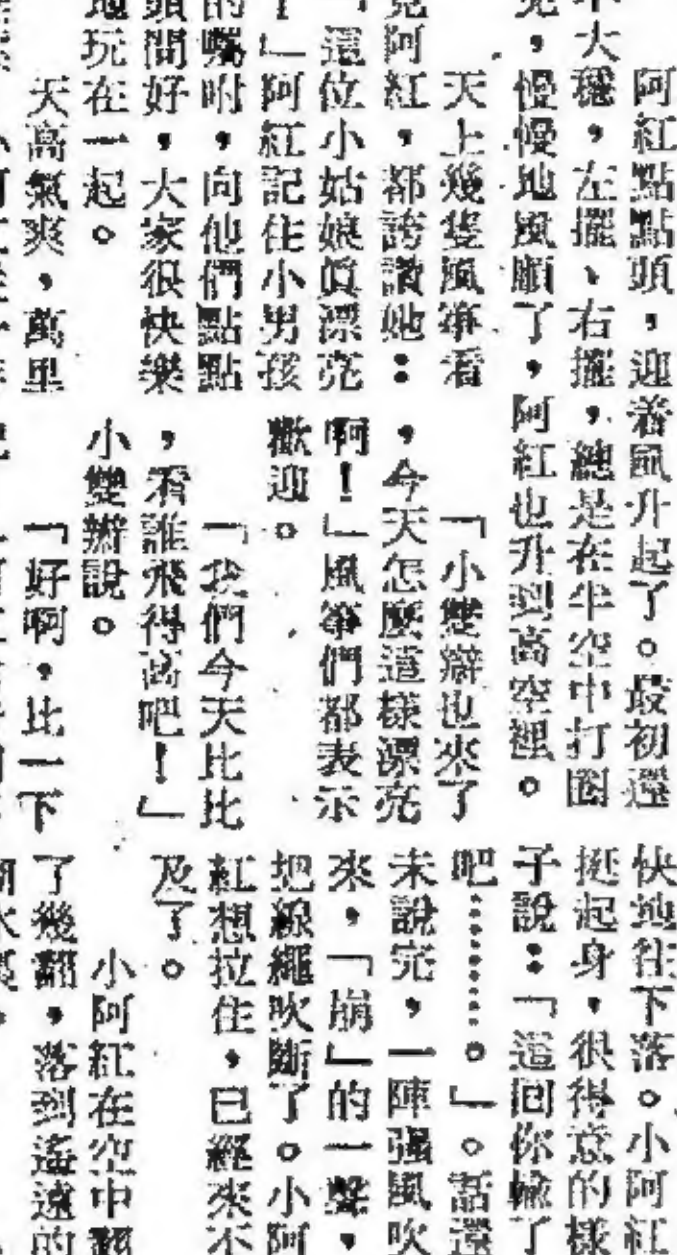 阿紅點點頭，迎着風升起了。最初還
不大穩，左擺、右擺，總是在半空中打圈
兒，慢慢地風順了，阿紅也升到高空裡。
天上幾隻風箏看
見阿紅，都誇讚她：
「這位小姑娘眞漂亮
！」阿紅記住小男孩
的囑咐，向他們點點
頭問好，大家很快樂
地玩在一起。
天高氣爽，萬里
「小雙辮也來了
，今天怎麼這樣漂亮
啊！」風箏們都表示
歡迎。
「我們今天比比
，看誰飛得高吧！」
小雙辮說。
「好啊，比一下
快地往下落。小阿紅
挺起身，很得意的樣
子說：「這回你輸了
吧………。」。話還
未說完，一陣强風吹
來，「崩」的一聲，
把線繩吹斷了。小阿
紅想拉住，已經來不
及了。
小阿紅在空中翻
了幾翻，落到遙遠的